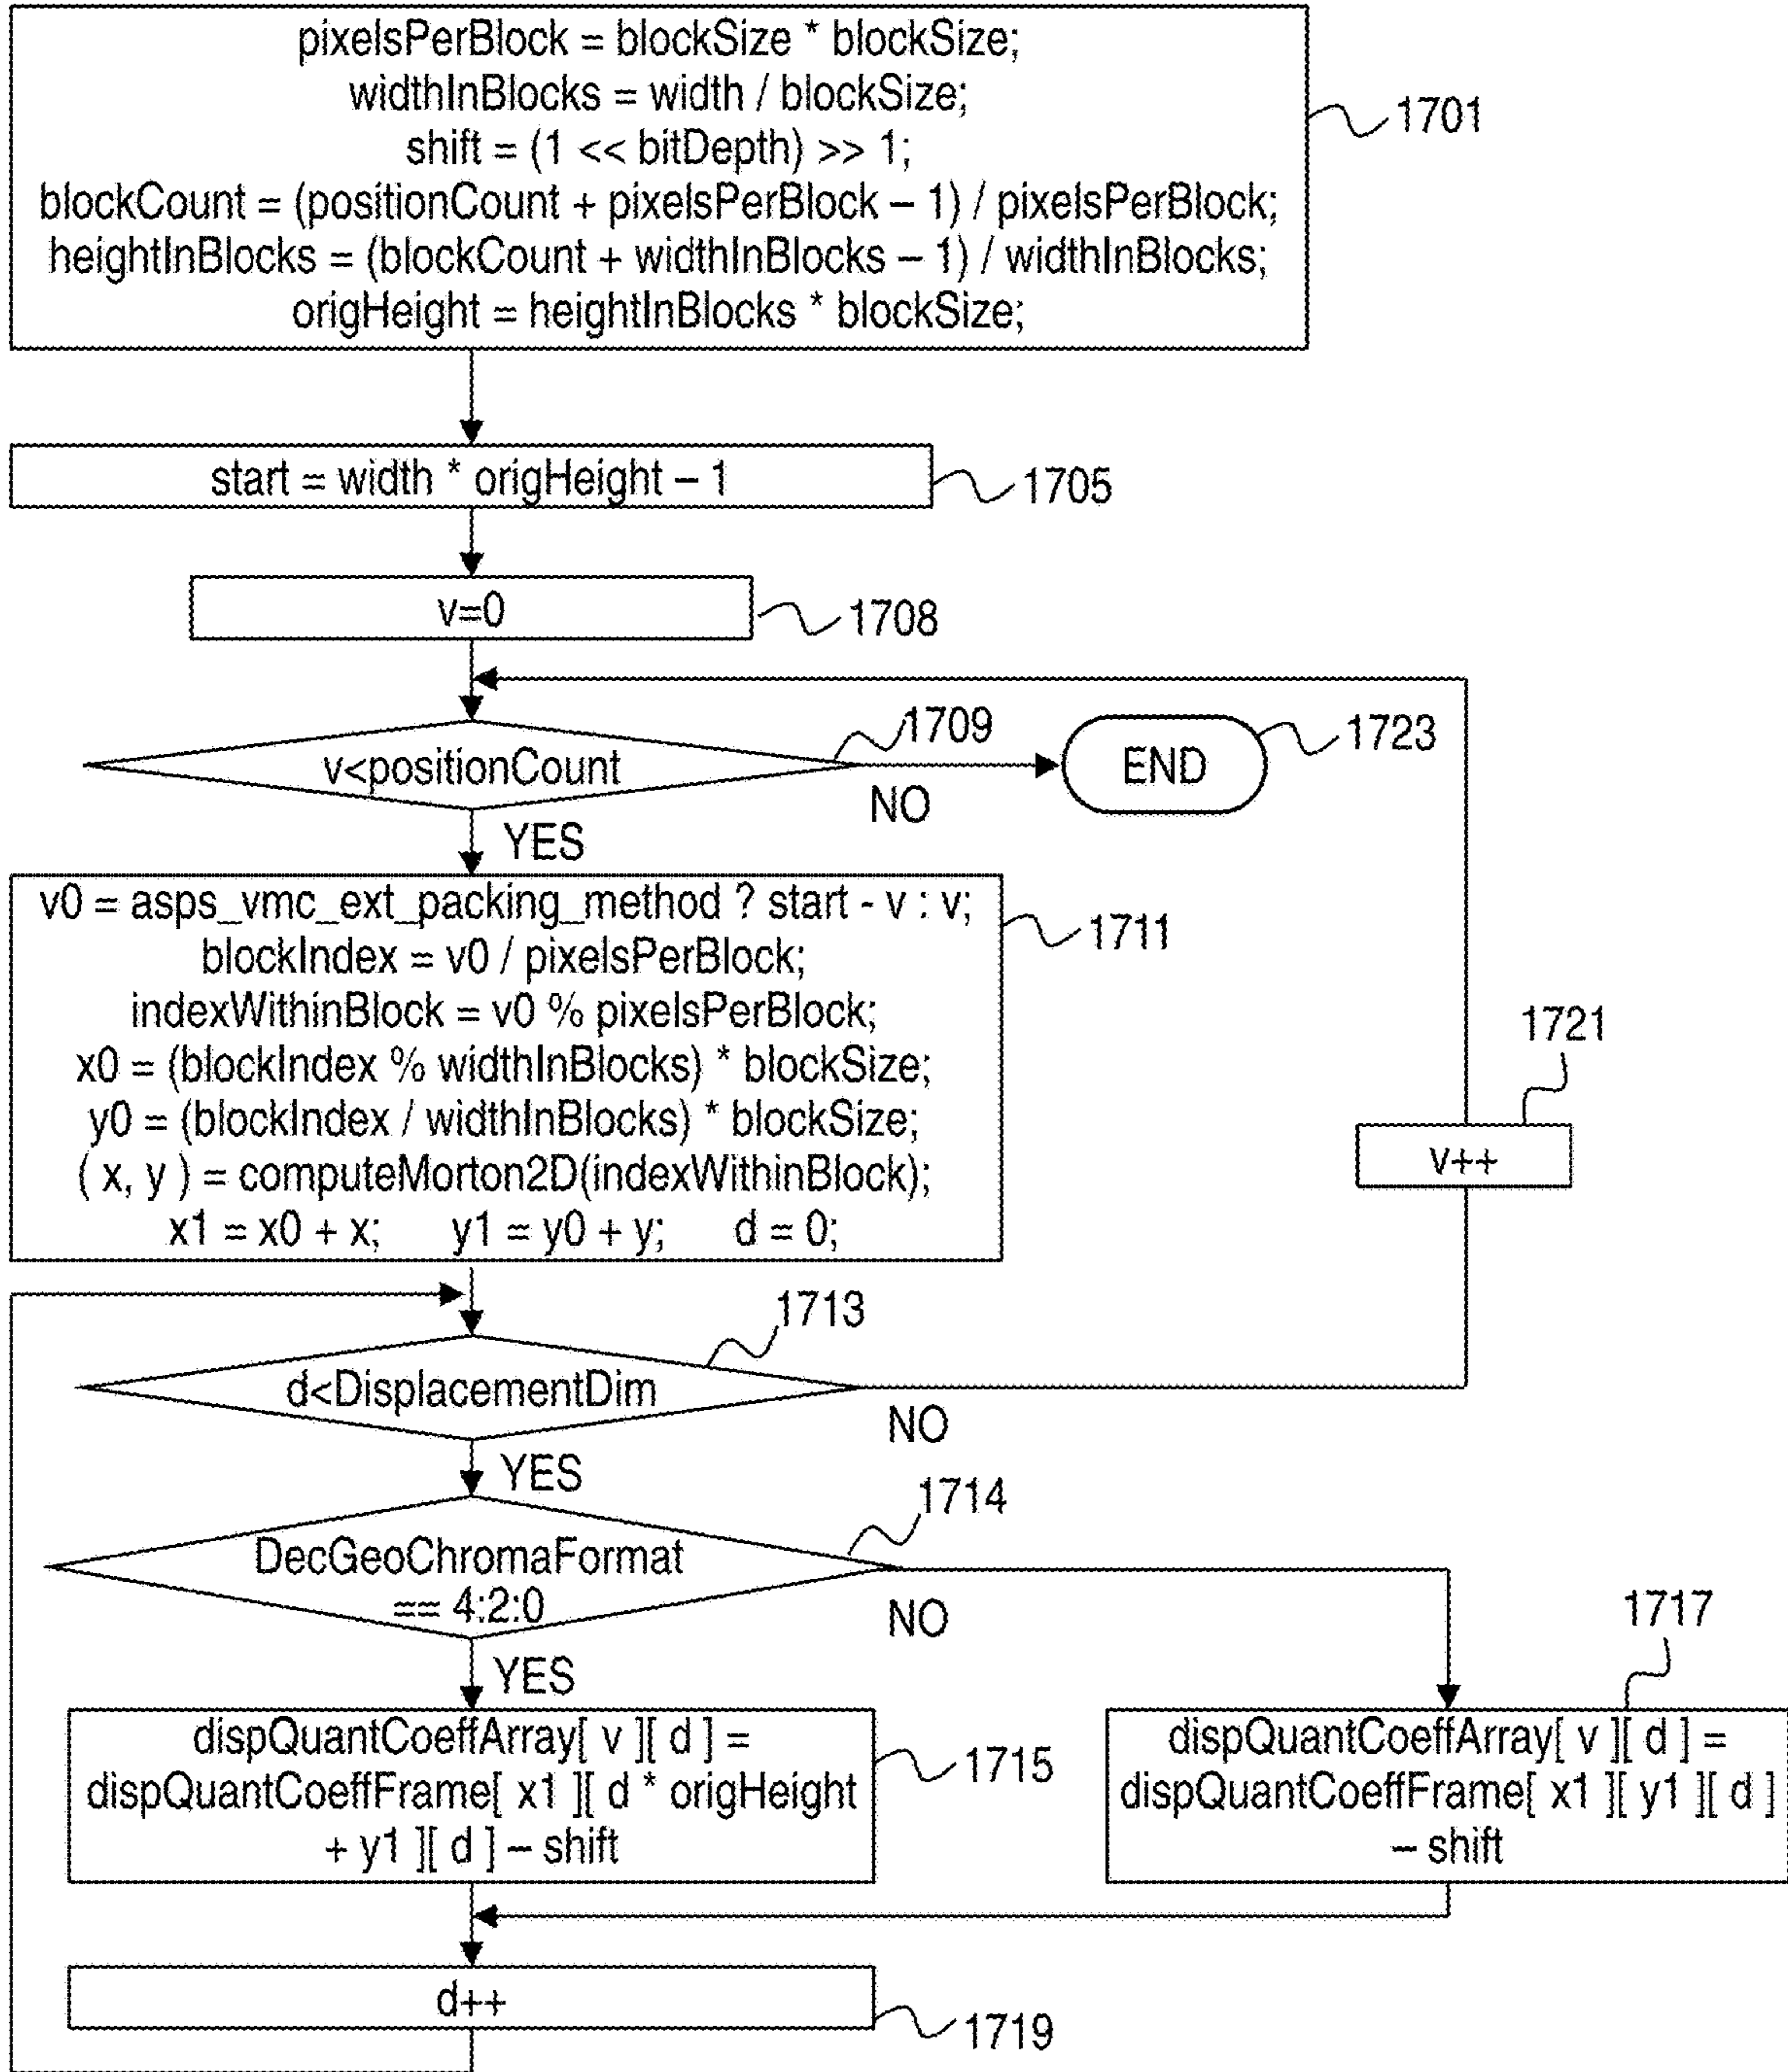 pixelsPerBlock = blockSize * blockSize;
widthInBlocks = width / blockSize;
shift = (1 << bitDepth) >> 1;
blockCount = (positionCount + pixelsPerBlock – 1) / pixelsPerBlock;
heightInBlocks = (blockCount + widthInBlocks – 1) / widthInBlocks;
origHeight = heightInBlocks * blockSize;
1701
start = width * origHeight – 1
1705
v=0
1708
v<positionCount
1709
NO
END
1723
YES
v0 = asps_vmc_ext_packing_method ? start - v : v;
blockIndex = v0 / pixelsPerBlock;
indexWithinBlock = v0 % pixelsPerBlock;
x0 = (blockIndex % widthInBlocks) * blockSize;
y0 = (blockIndex / widthInBlocks) * blockSize;
( x, y ) = computeMorton2D(indexWithinBlock);
x1 = x0 + x; y1 = y0 + y; d = 0;
1711
1721
v++
1713
d<DisplacementDim
NO
YES
1714
DecGeoChromaFormat
== 4:2:0
NO
YES
1717
dispQuantCoeffArray[ v ][ d ] =
dispQuantCoeffFrame[ x1 ][ d * origHeight
+ y1 ][ d ] – shift
1715
dispQuantCoeffArray[ v ][ d ] =
dispQuantCoeffFrame[ x1 ][ y1 ][ d ]
– shift
d++
1719